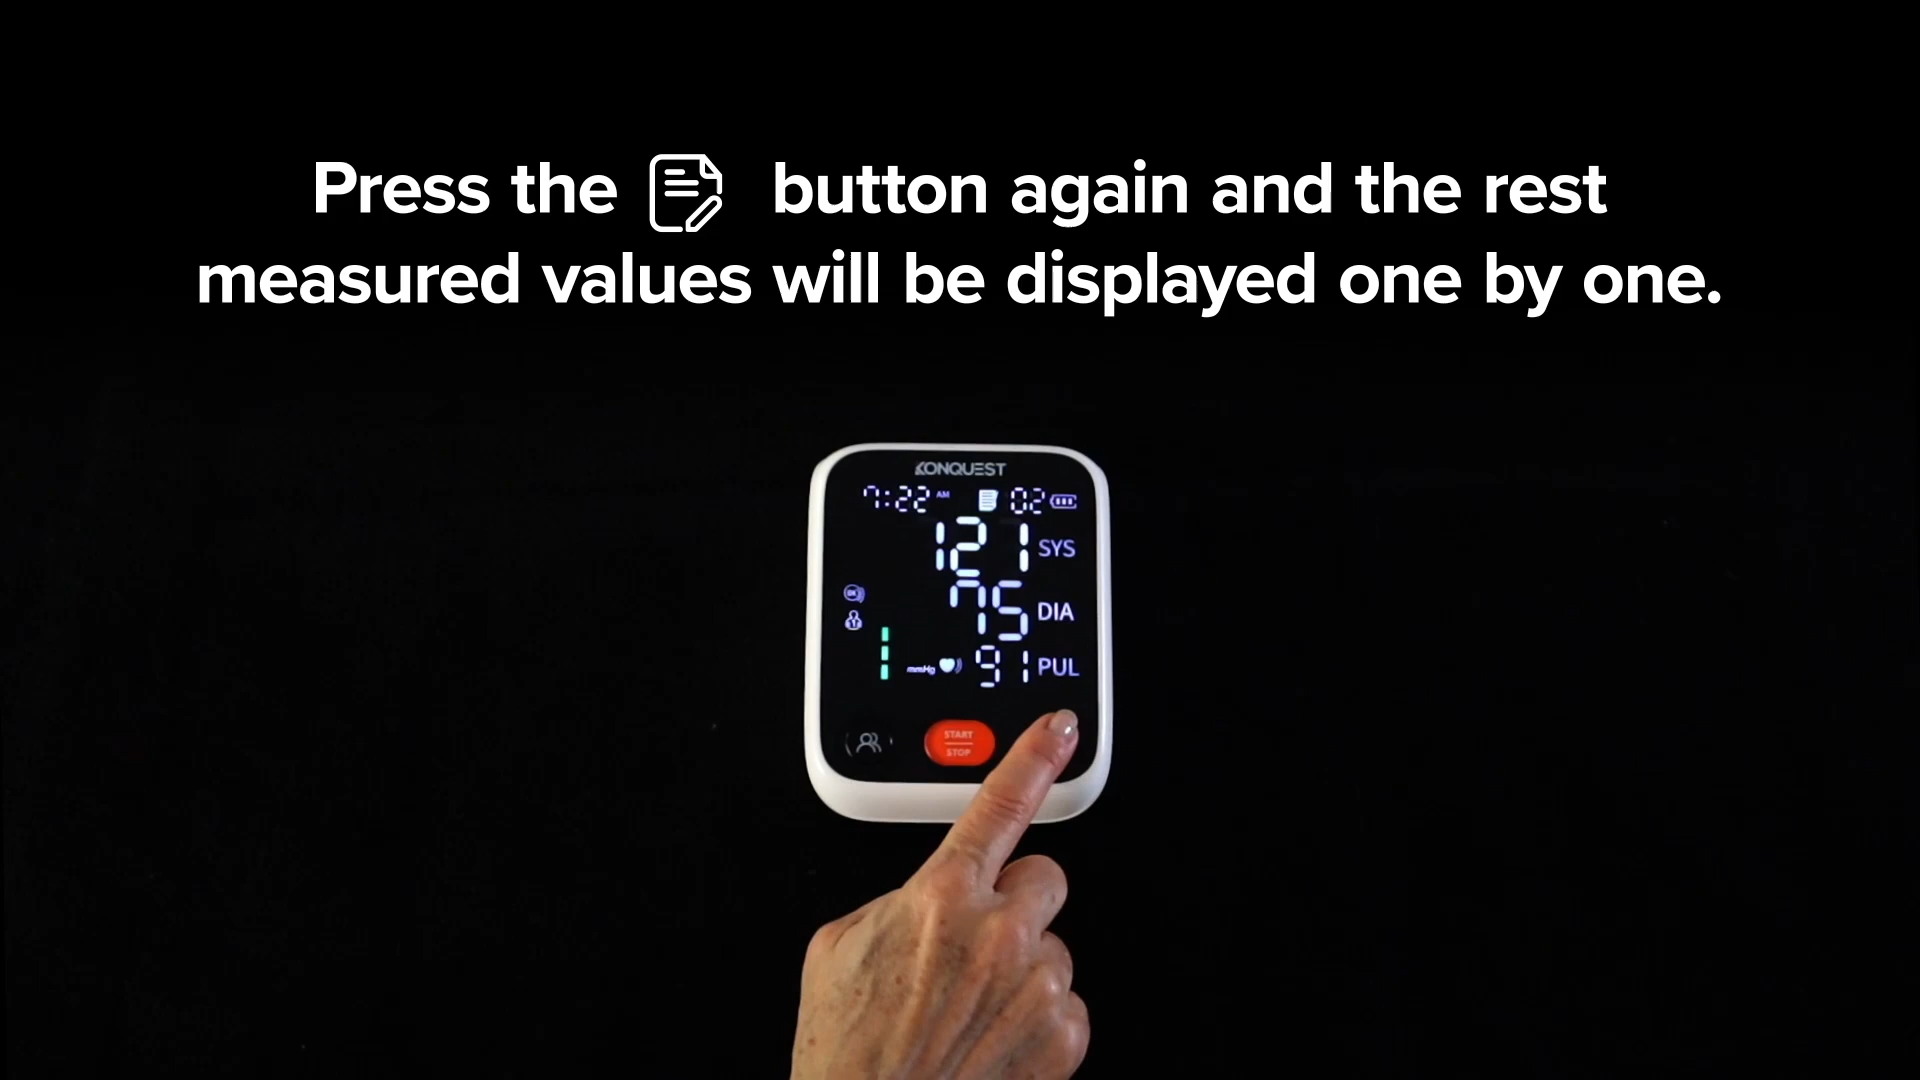 Press the button again and the rest
measured values will be displayed one by one.
KONQUEST
7:22 AM 02
121 SYS
75 DIA
mmHg 91 PUL
START
STOP